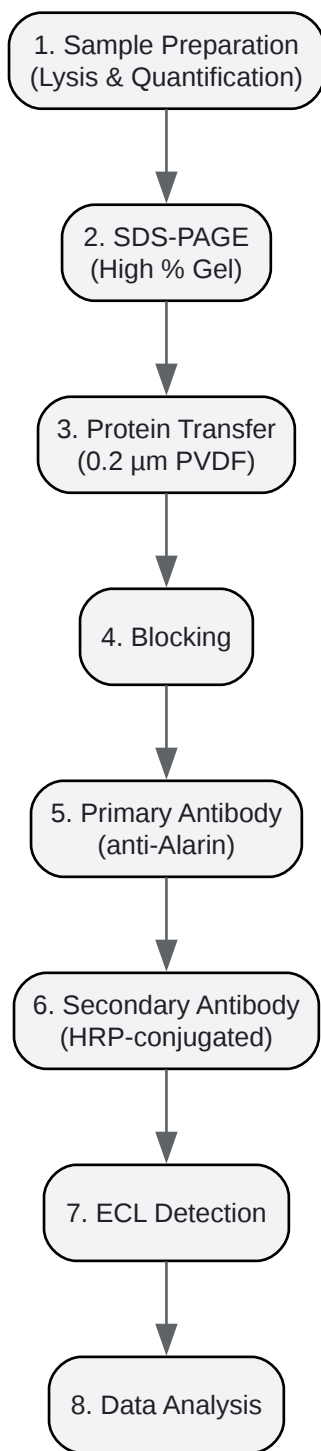 1. Sample Preparation
(Lysis & Quantification)
2. SDS-PAGE
(High % Gel)
3. Protein Transfer
(0.2 µm PVDF)
4. Blocking
5. Primary Antibody
(anti-Alarin)
6. Secondary Antibody
(HRP-conjugated)
7. ECL Detection
8. Data Analysis